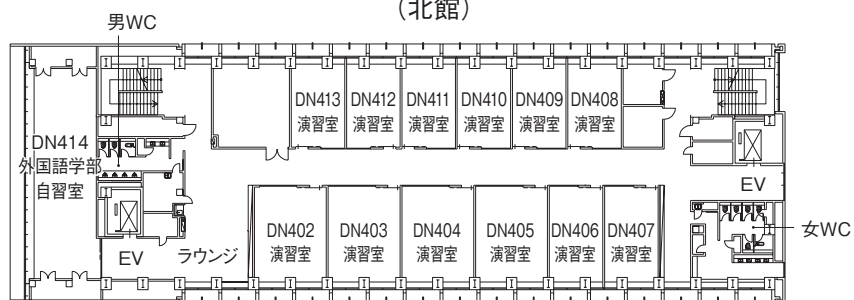 (北館)
男WC
DN413
演習室
DN412
演習室
DN411
演習室
DN410
演習室
DN409
演習室
DN408
演習室
DN414
外国語学部
自習室
EV
女WC
DN402
演習室
DN403
演習室
DN404
演習室
DN405
演習室
DN406
演習室
DN407
演習室
EV
ラウンジ